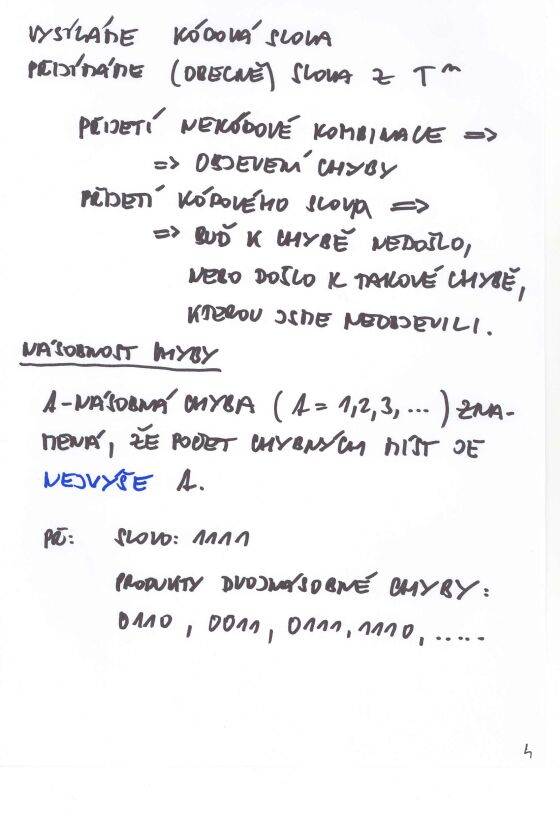 VYSÍLÁME KÓDOVÁ SLOVA
PŘIJÍMÁME (OBECNĚ) SLOVA Z T^n
PŘIJETÍ NEKÓDOVÉ KOMBINACE =>
=> OBJEVENÍ CHYBY
PŘIJETÍ KÓDOVÉHO SLOVA =>
=> BUĎ K CHYBĚ NEDOŠLO,
NEBO DOŠLO K TAKOVÉ CHYBĚ,
KTEROU JSME NEOBJEVILI.
NÁSOBNOST CHYBY
A-NÁSOBNÁ CHYBA (A = 1,2,3, ...) ZNA-
MENÁ, ŽE POČET CHYBNÝCH MÍST JE
NEJVÝŠE A.
PŘ: SLOVO: 1111
PRODUKTY DVOJNÁSOBNÉ CHYBY:
0110, 0011, 0111, 1110, .....
4